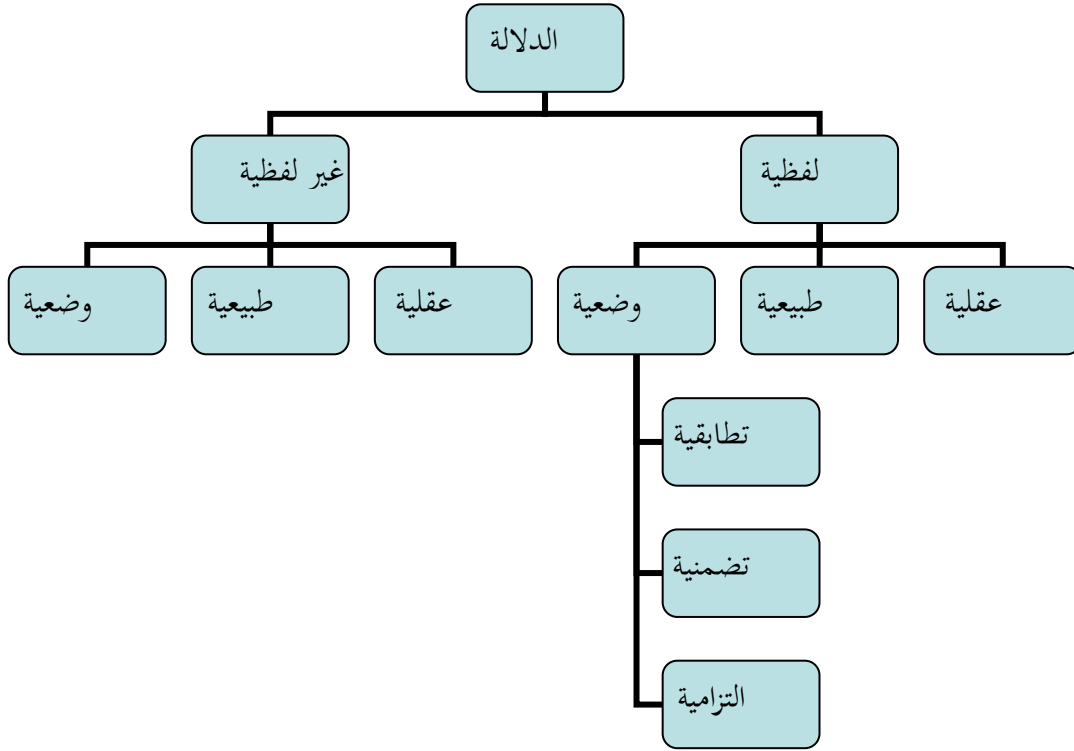 الدلالة
لفظية
غير لفظية
عقلية
طبيعية
وضعية
عقلية
طبيعية
وضعية
تطابقية
تضمنية
التزامية